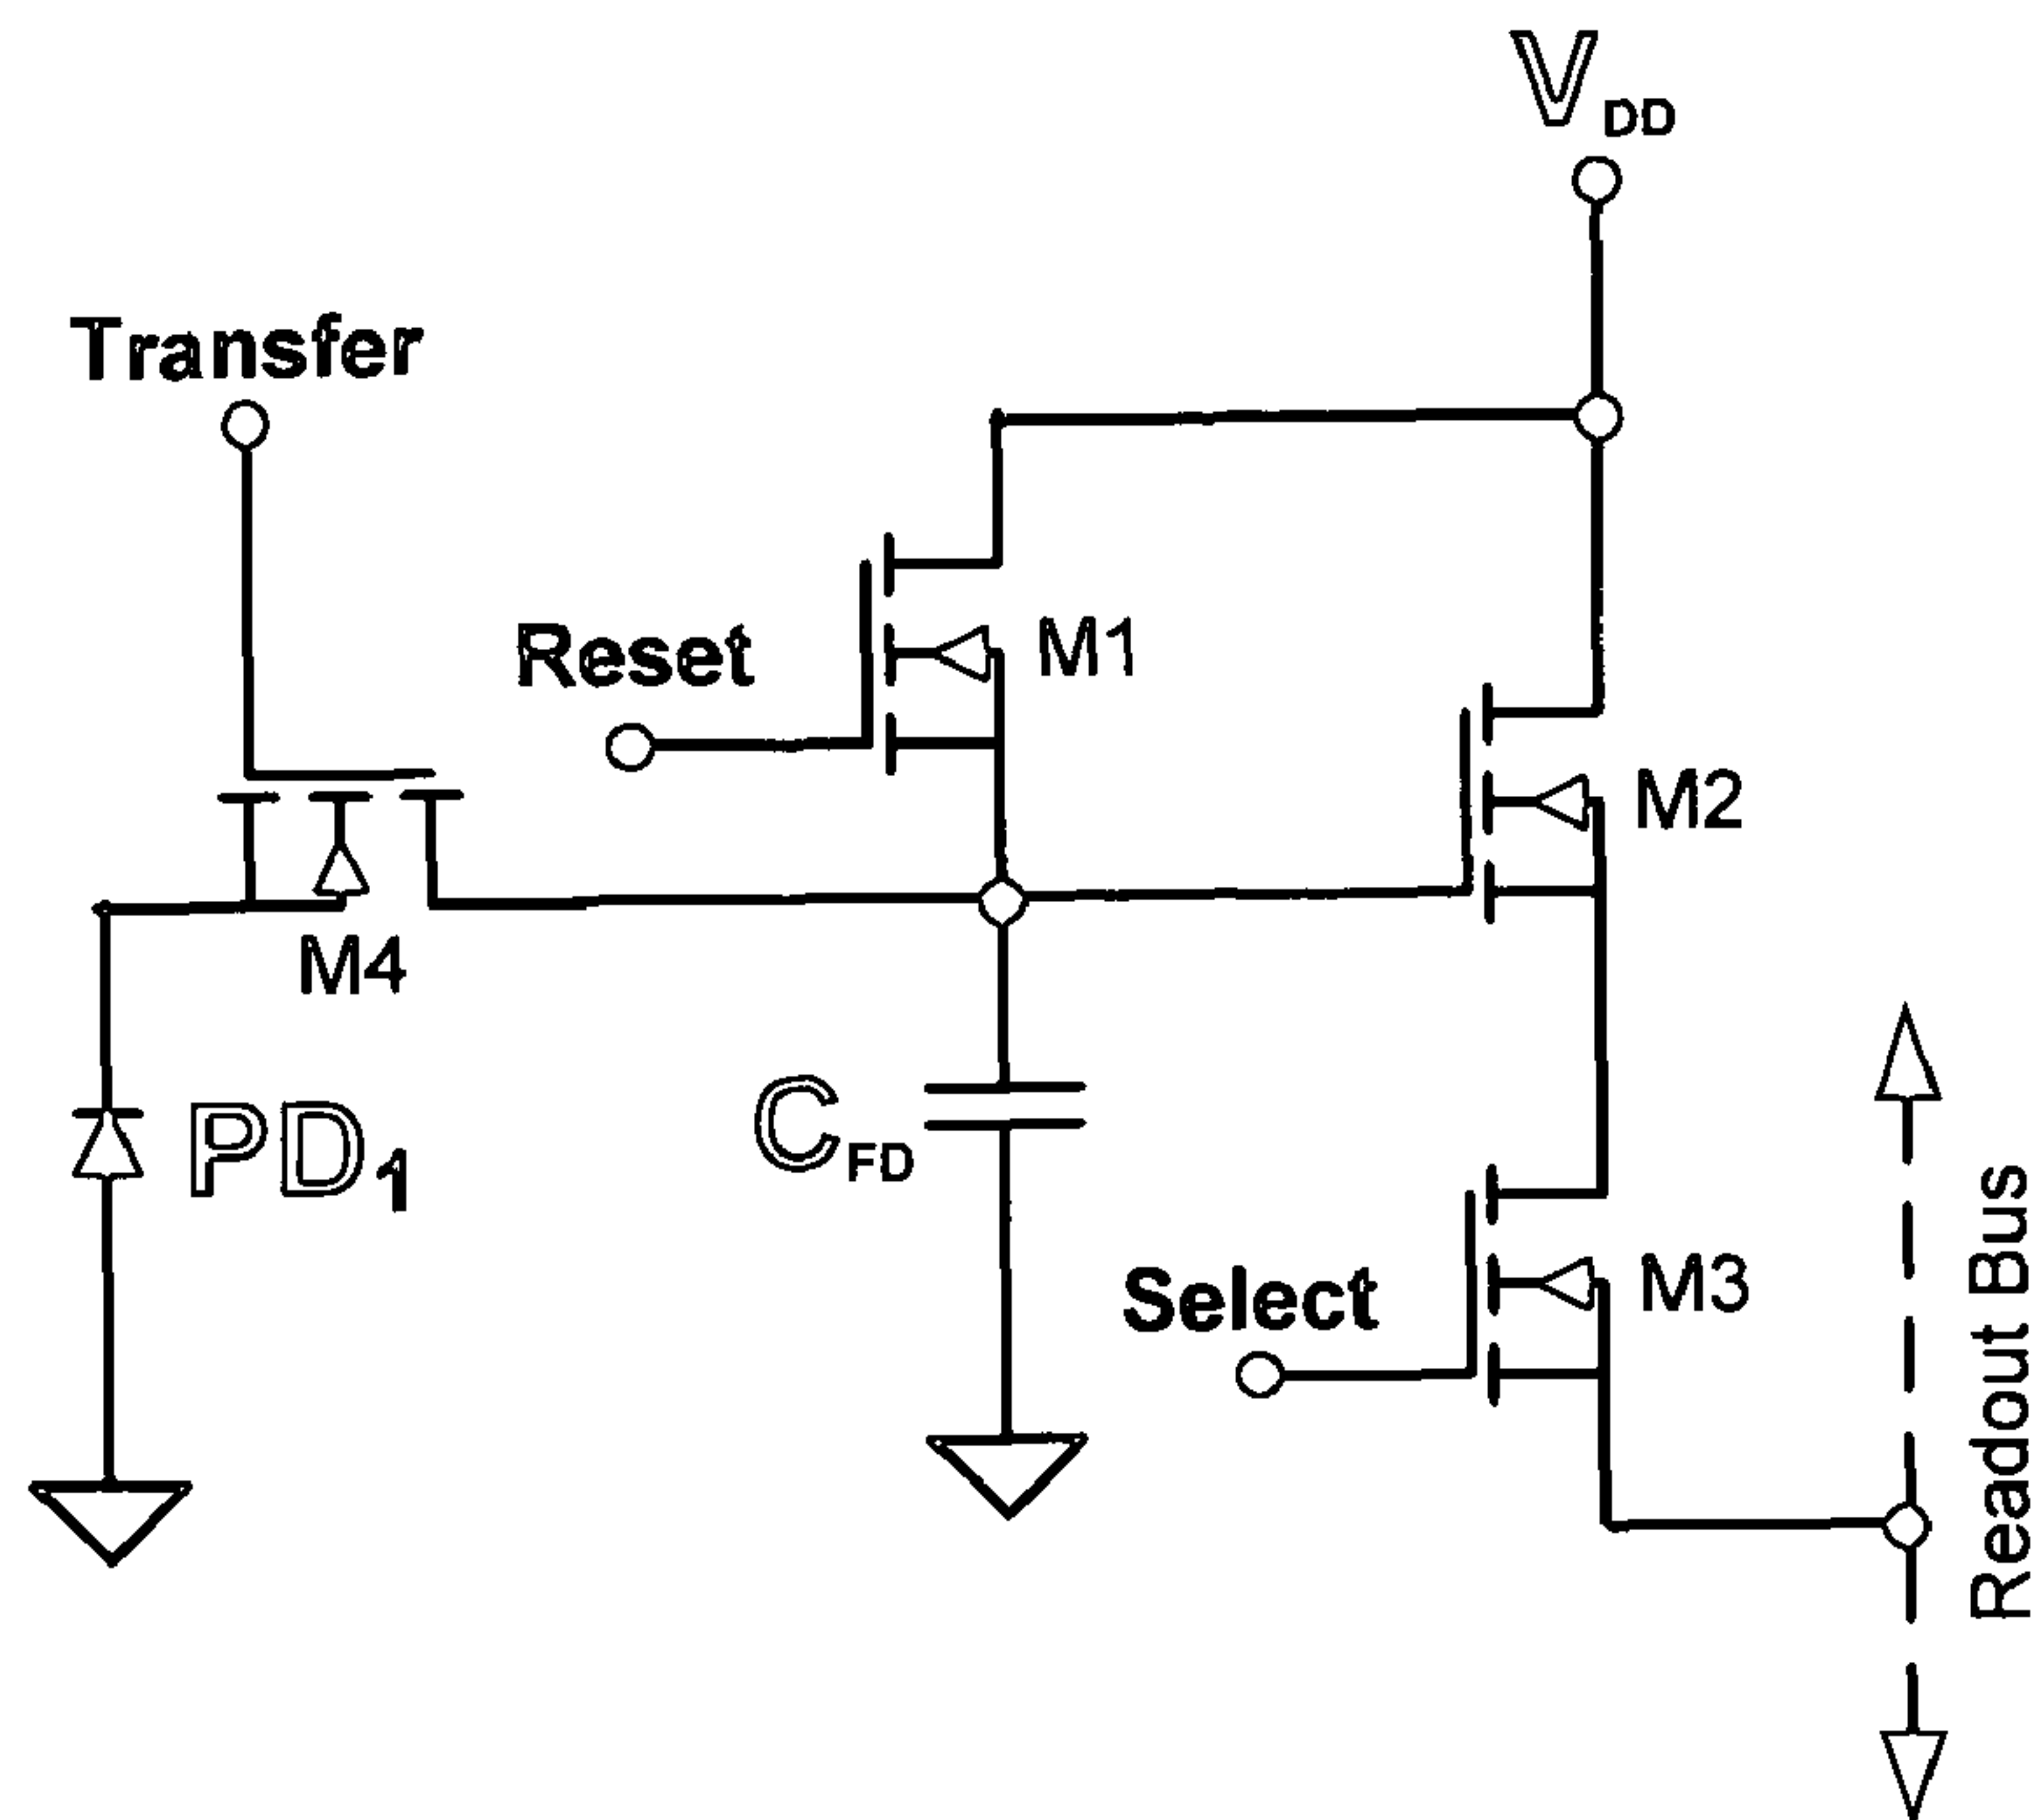 VDD
Transfer
Reset
M1
M2
M4
PD1
CFD
Select
M3
Readout Bus